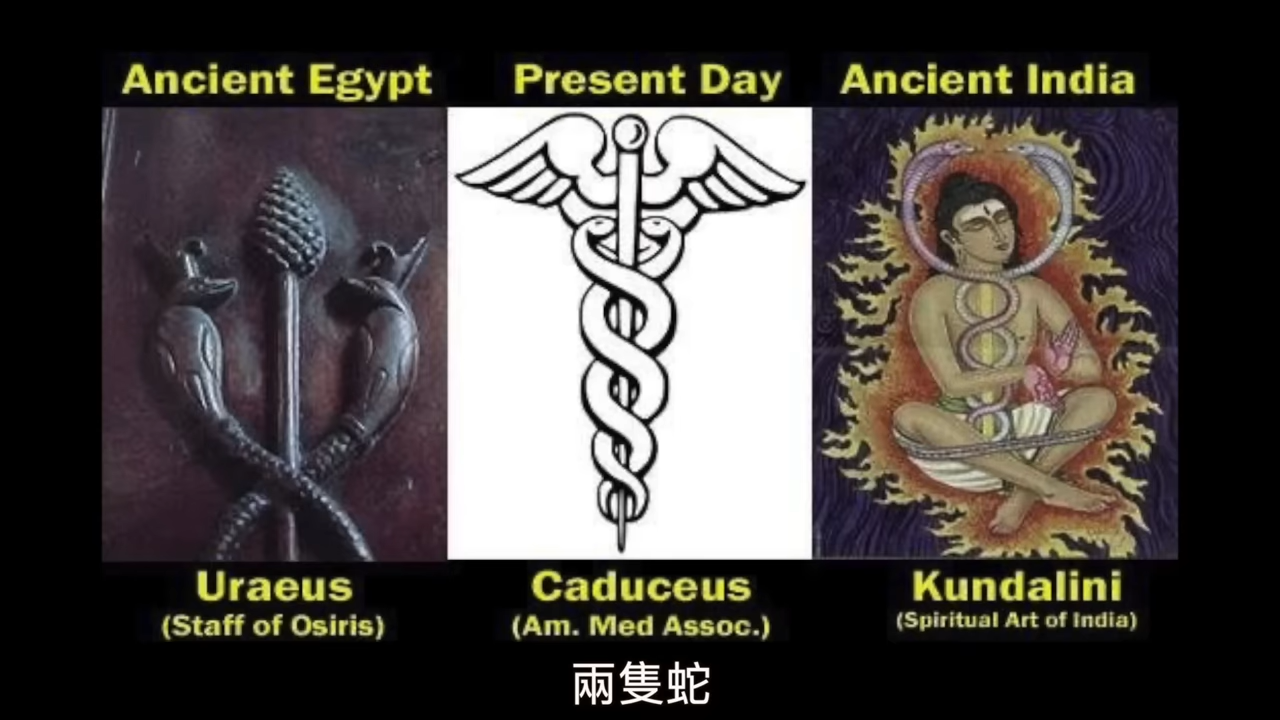 Ancient Egypt
Present Day
Ancient India
Uraeus
(Staff of Osiris)
Caduceus
(Am. Med Assoc.)
Kundalini
(Spiritual Art of India)
兩隻蛇